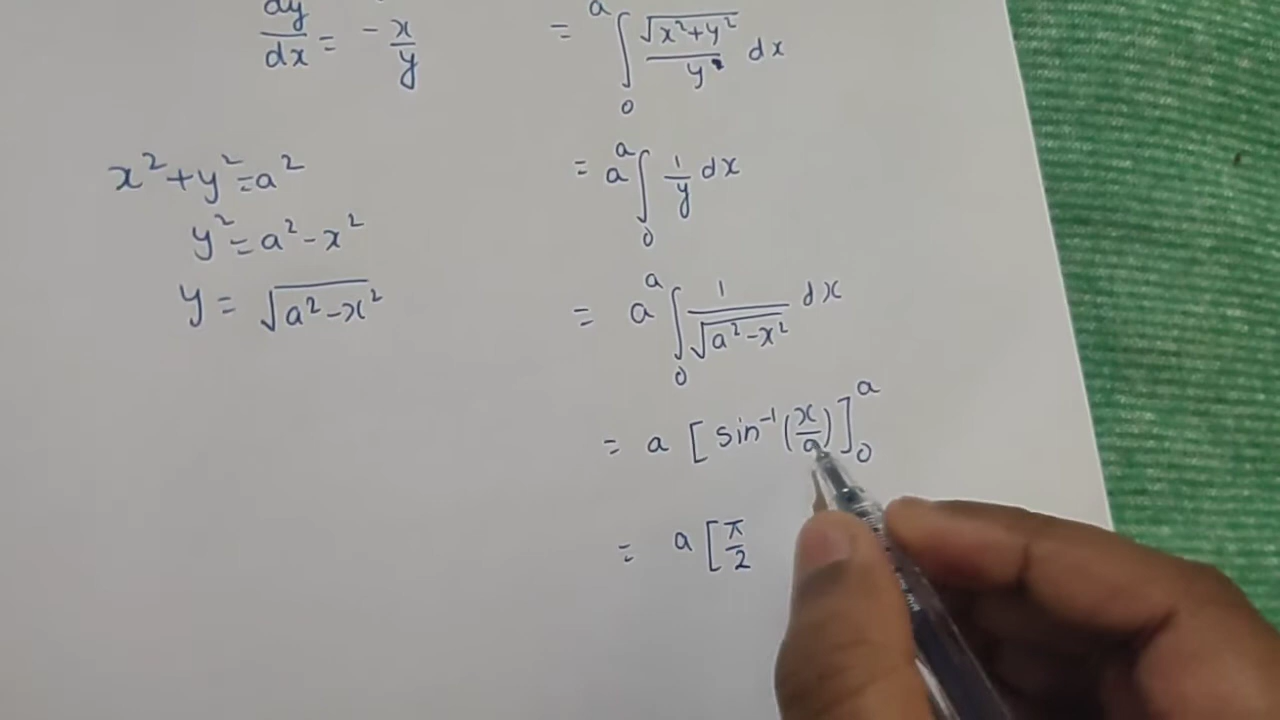 dy/dx = - x/y
= ∫₀ᵃ √(x²+y²)/y dx
x²+y²=a²
= a ∫₀ᵃ 1/y dx
y²=a²-x²
y = √(a²-x²)
= a ∫₀ᵃ 1/√(a²-x²) dx
= a [sin⁻¹(x/a)]₀ᵃ
= a [π/2